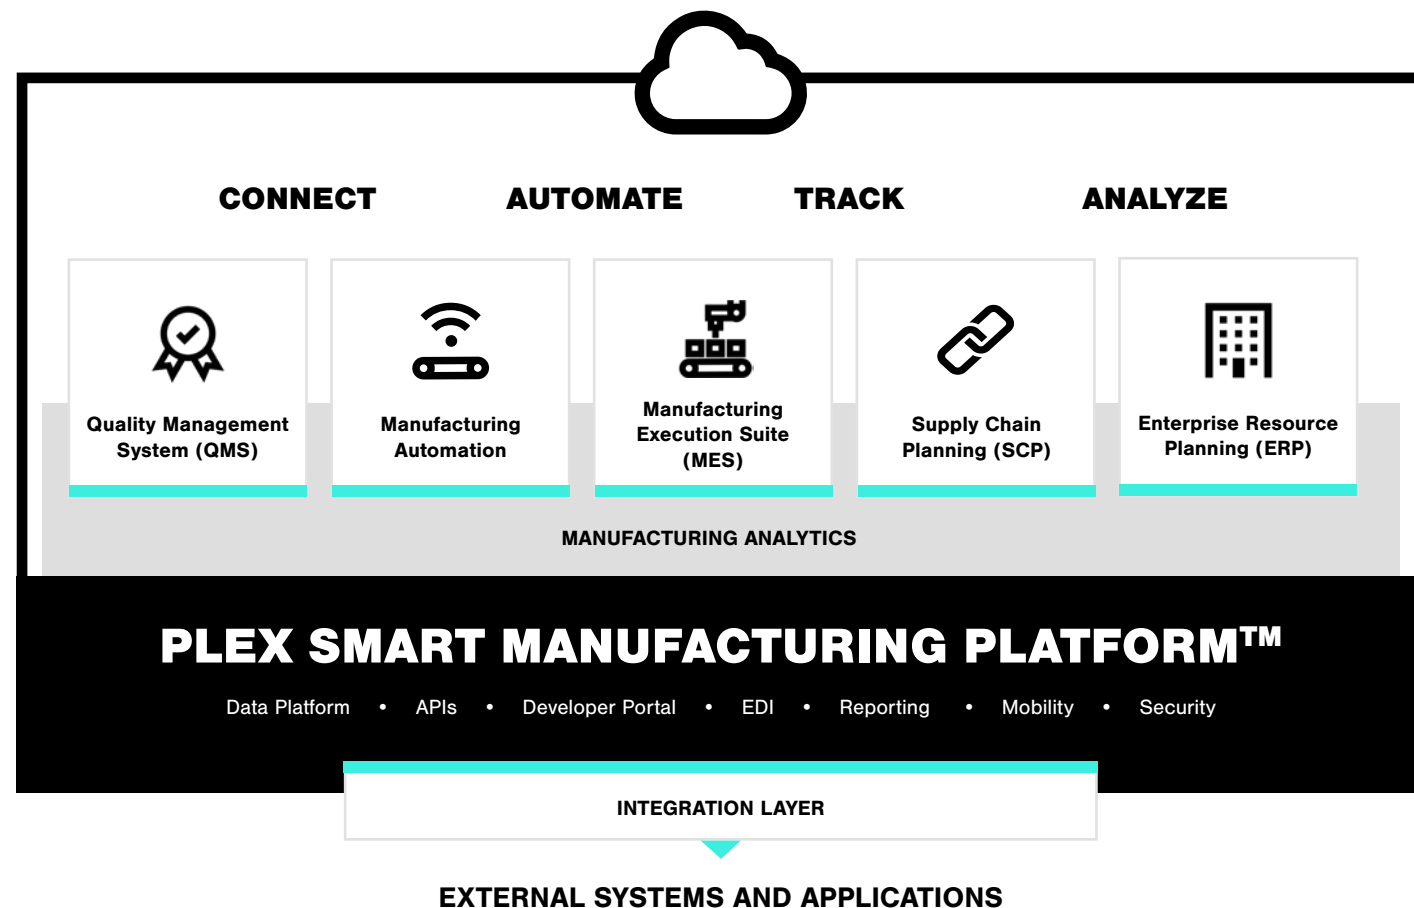 CONNECT AUTOMATE TRACK ANALYZE
Quality Management
System (QMS)
Manufacturing
Automation
Manufacturing
Execution Suite
(MES)
Supply Chain
Planning (SCP)
Enterprise Resource
Planning (ERP)
MANUFACTURING ANALYTICS
PLEX SMART MANUFACTURING PLATFORM™
Data Platform • APIs • Developer Portal • EDI • Reporting • Mobility • Security
INTEGRATION LAYER
EXTERNAL SYSTEMS AND APPLICATIONS